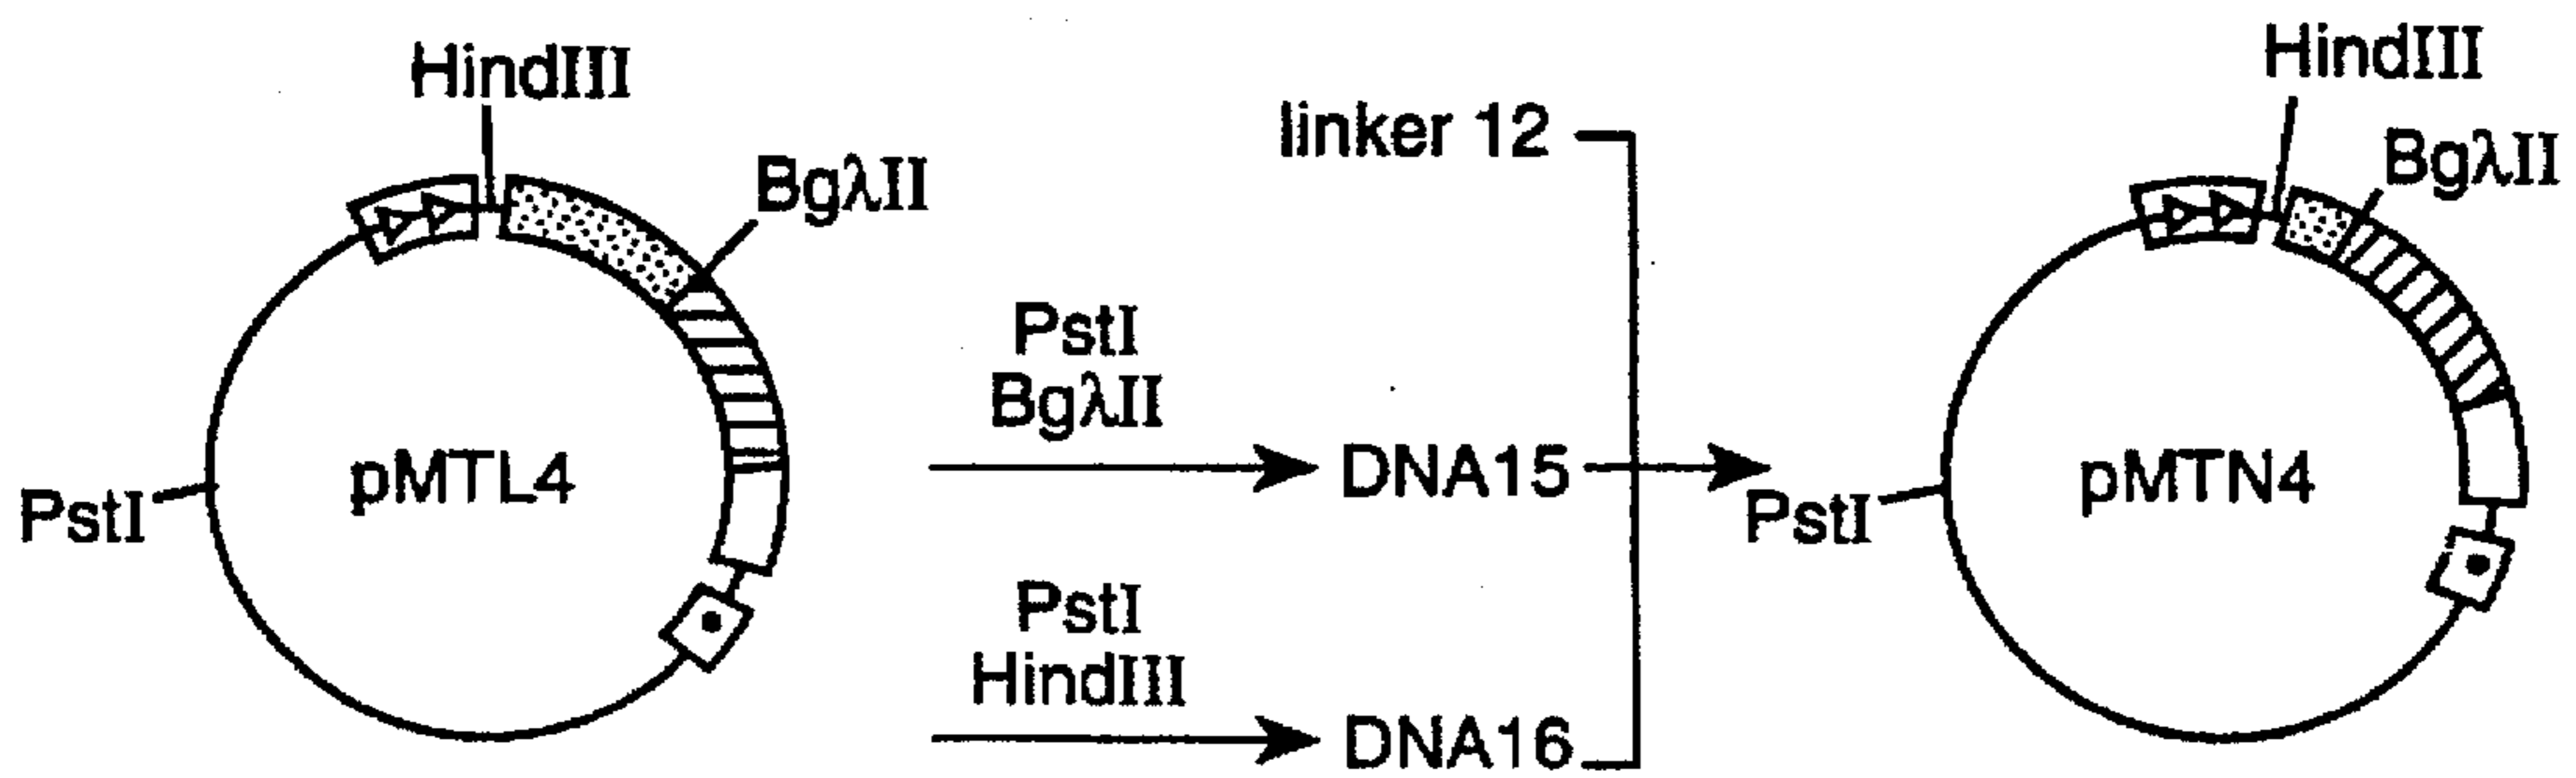 HindIII
BgλII
PstI
pMTL4
PstI
BgλII
PstI
HindIII
linker 12
DNA15
DNA16
HindIII
BgλII
PstI
pMTN4